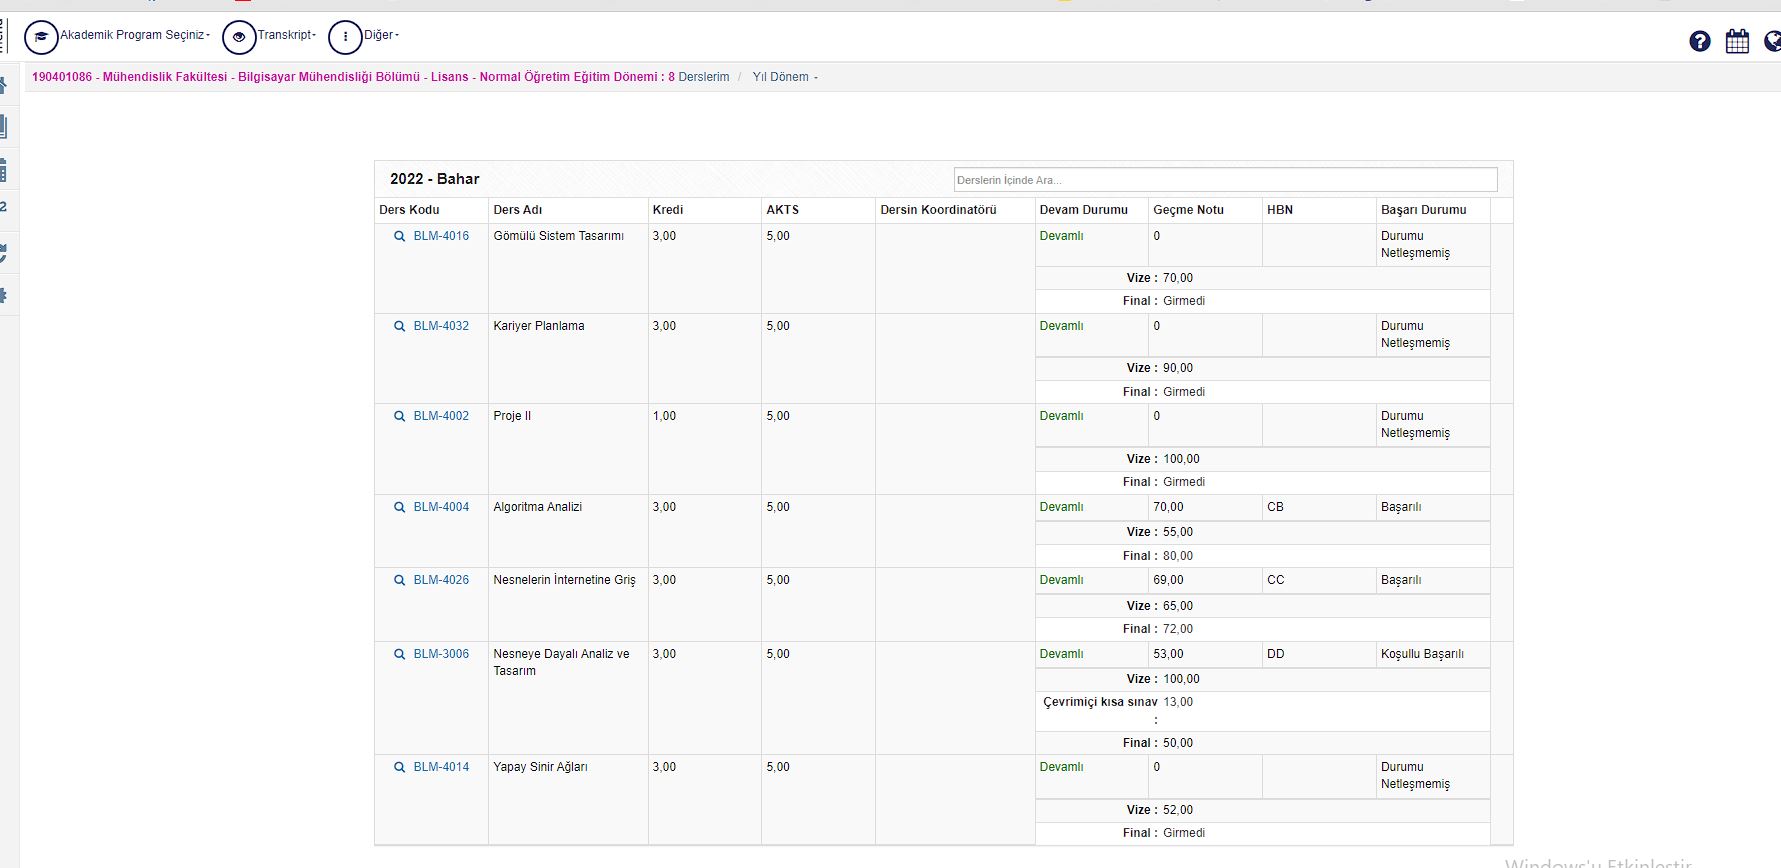 Akademik Program Seçiniz Transkript Diğer
190401086 - Mühendislik Fakültesi - Bilgisayar Mühendisliği Bölümü - Lisans - Normal Öğretim Eğitim Dönemi : 8 Derslerim / Yıl Dönem -
2022 - Bahar
Derslerin İçinde Ara...
Ders Kodu Ders Adı Kredi AKTS Dersin Koordinatörü Devam Durumu Geçme Notu HBN Başarı Durumu
BLM-4016 Gömülü Sistem Tasarımı 3,00 5,00 Devamlı 0 Durumu
Netleşmemiş
Vize : 70,00
Final : Girmedi
BLM-4032 Kariyer Planlama 3,00 5,00 Devamlı 0 Durumu
Netleşmemiş
Vize : 90,00
Final : Girmedi
BLM-4002 Proje II 1,00 5,00 Devamlı 0 Durumu
Netleşmemiş
Vize : 100,00
Final : Girmedi
BLM-4004 Algoritma Analizi 3,00 5,00 Devamlı 70,00 CB Başarılı
Vize : 55,00
Final : 80,00
BLM-4026 Nesnelerin İnternetine Griş 3,00 5,00 Devamlı 69,00 CC Başarılı
Vize : 65,00
Final : 72,00
BLM-3006 Nesneye Dayalı Analiz ve 3,00 5,00 Devamlı 53,00 DD Koşullu Başarılı
Tasarım
Vize : 100,00
Çevrimiçi kısa sınav 13,00
:
Final : 50,00
BLM-4014 Yapay Sinir Ağları 3,00 5,00 Devamlı 0 Durumu
Netleşmemiş
Vize : 52,00
Final : Girmedi
Windows'u Etkinleştir